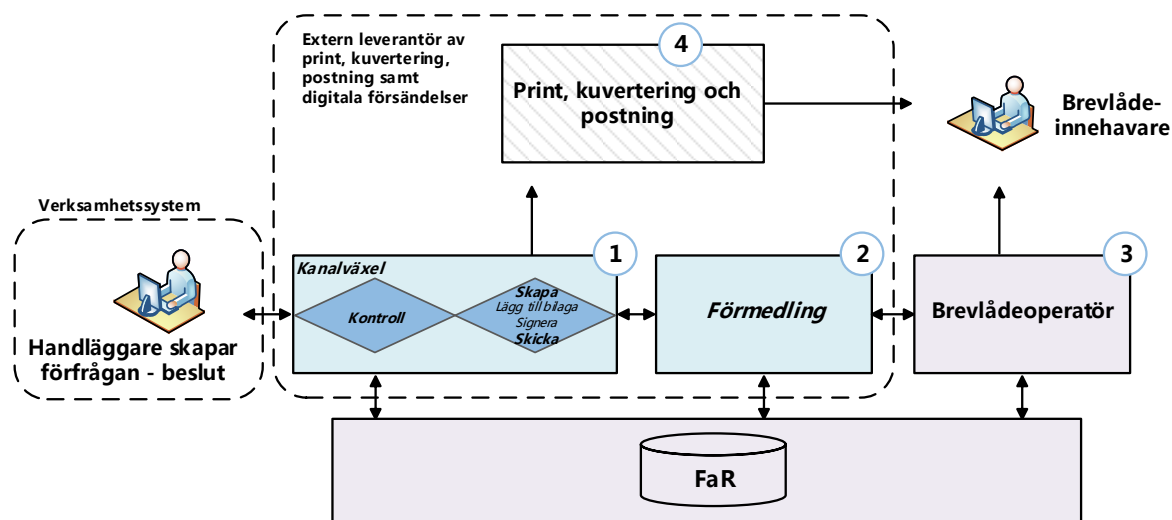 Extern leverantör av
print, kuvertering,
postning samt
digitala försändelser
4
Print, kuvertering och
postning
Brevlåde-
innehavare
Verksamhetssystem
Handläggare skapar
förfrågan - beslut
1
Kanalväxel
Kontroll
Skapa
Lägg till bilaga
Signera
Skicka
2
Förmedling
3
Brevlådeoperatör
FaR